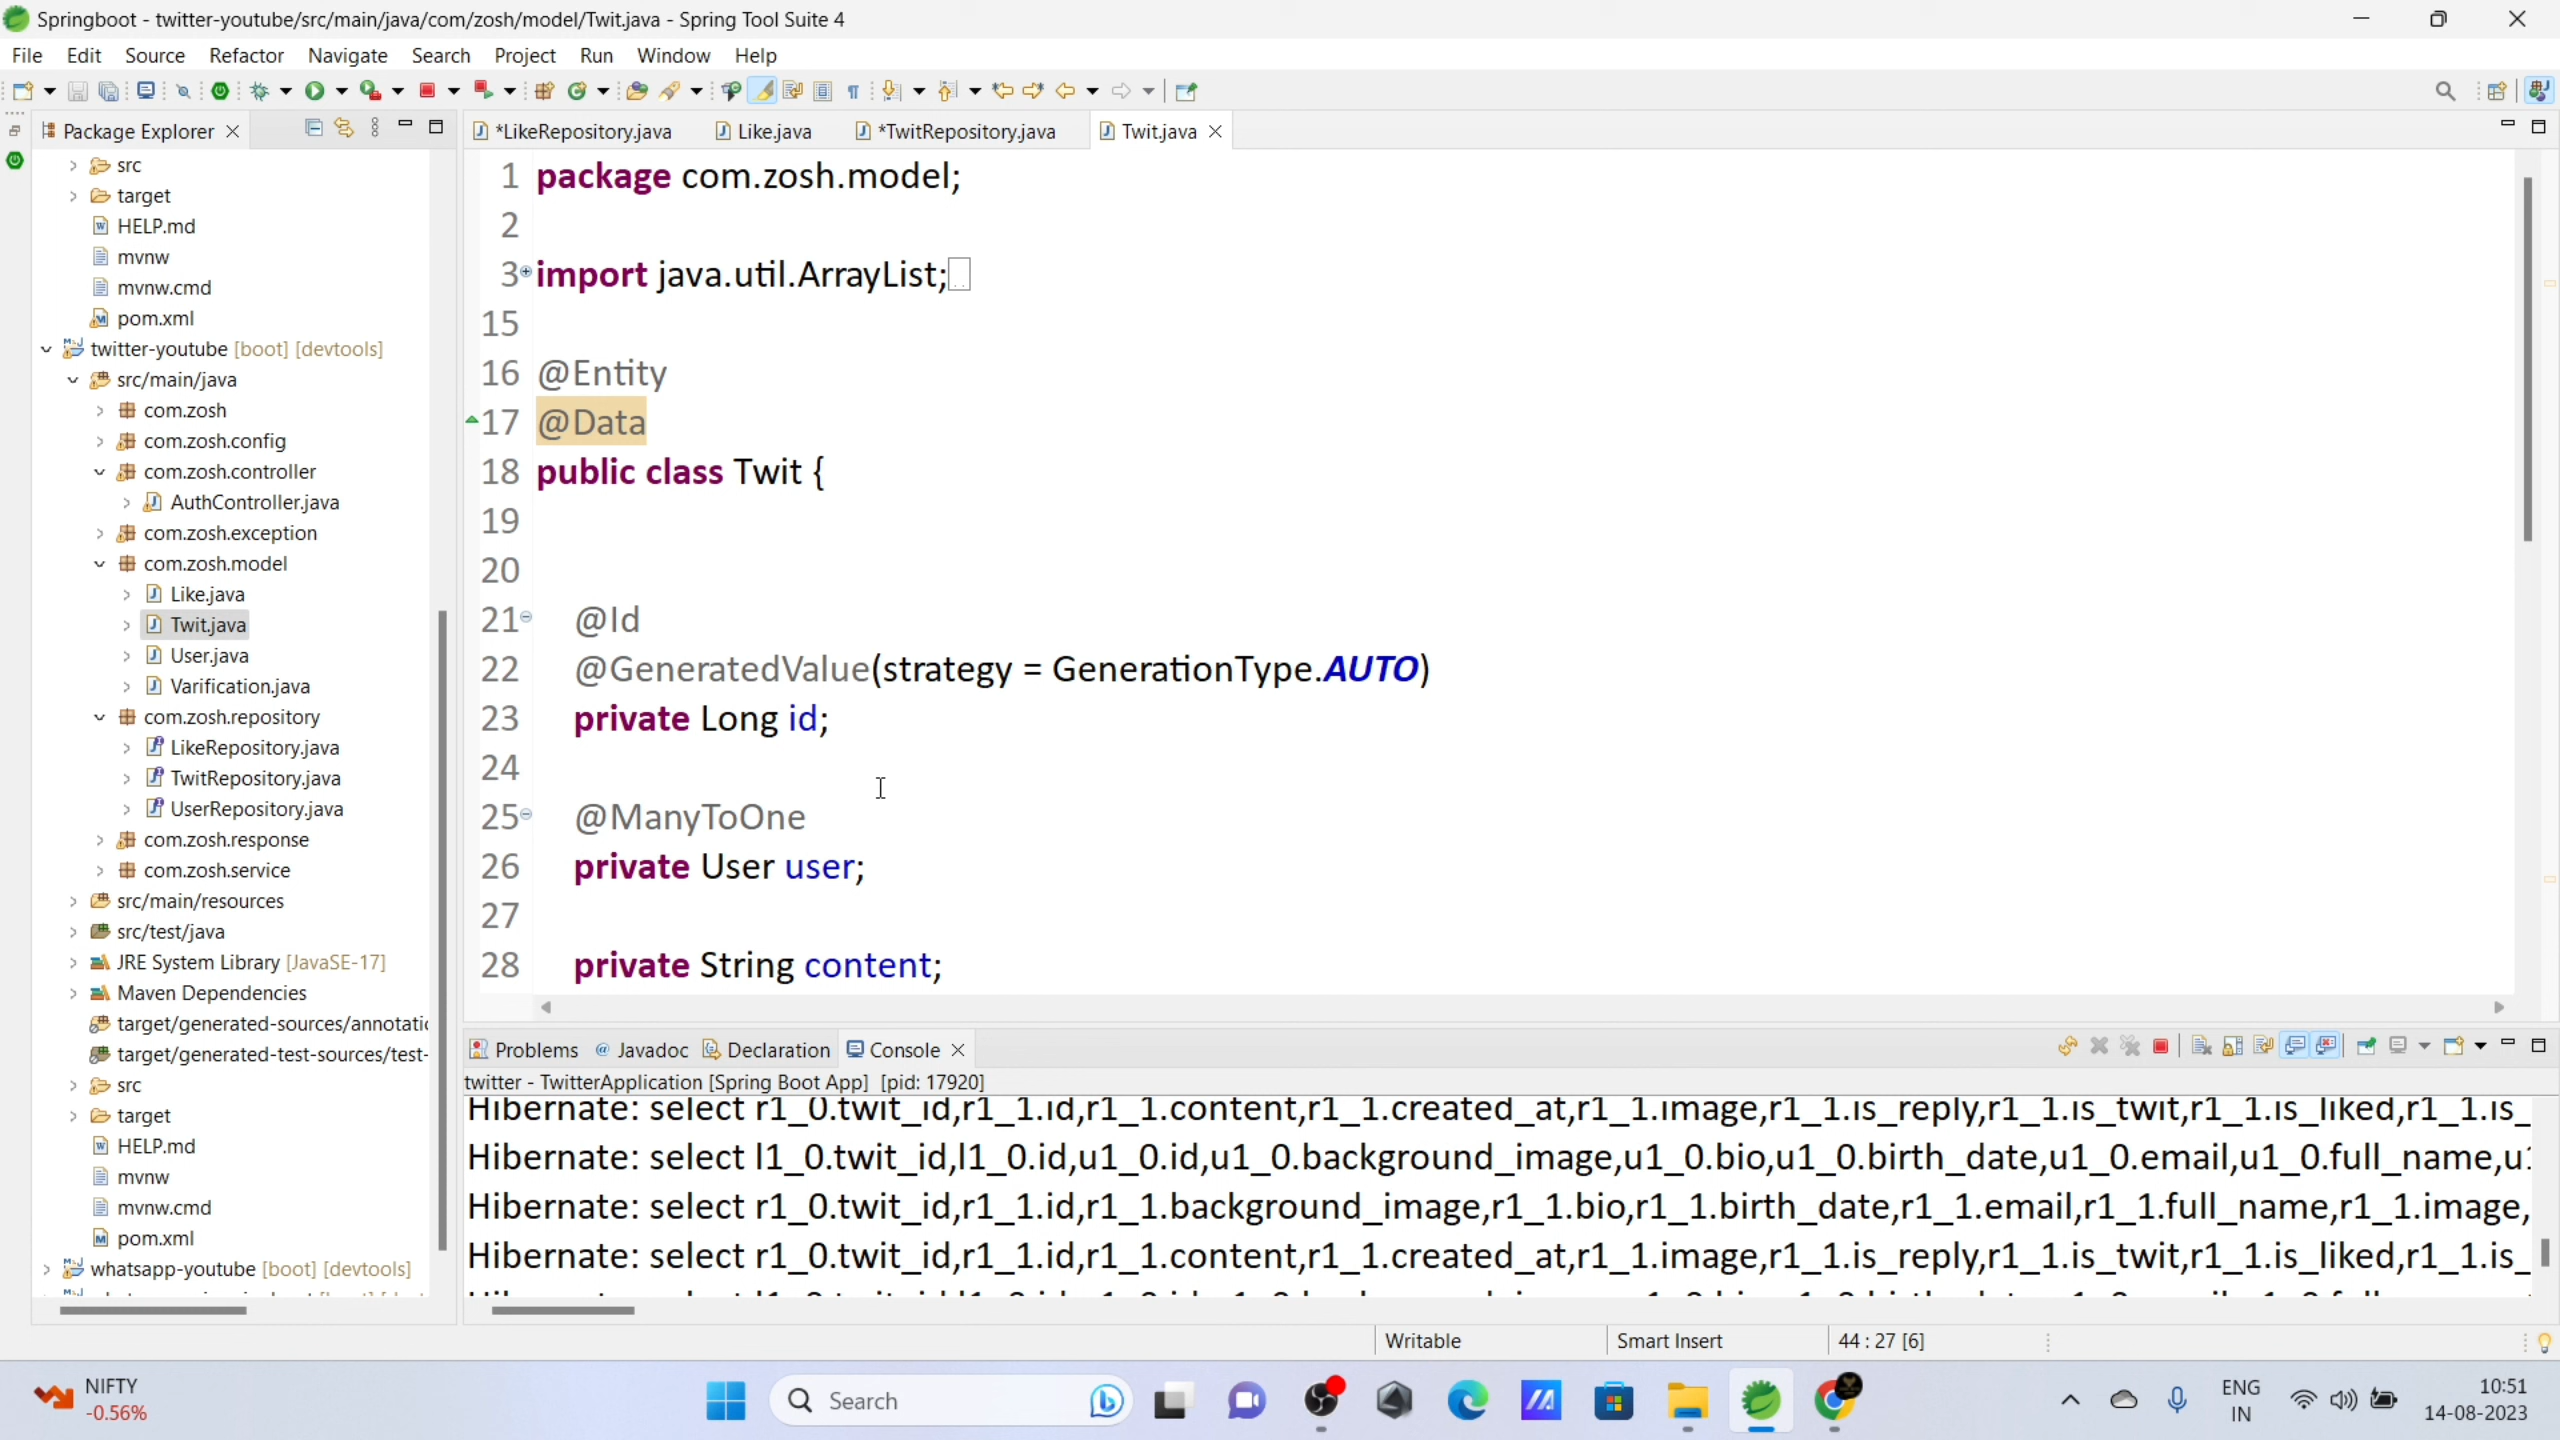 Springboot - twitter-youtube/src/main/java/com/zosh/model/Twit.java - Spring Tool Suite 4
File Edit Source Refactor Navigate Search Project Run Window Help
Package Explorer
src
target
HELP.md
mvnw
mvnw.cmd
pom.xml
twitter-youtube [boot] [devtools]
src/main/java
com.zosh
com.zosh.config
com.zosh.controller
AuthController.java
com.zosh.exception
com.zosh.model
Like.java
Twit.java
User.java
Varification.java
com.zosh.repository
LikeRepository.java
TwitRepository.java
UserRepository.java
com.zosh.response
com.zosh.service
src/main/resources
src/test/java
JRE System Library [JavaSE-17]
Maven Dependencies
target/generated-sources/annotati
target/generated-test-sources/test-
src
target
HELP.md
mvnw
mvnw.cmd
pom.xml
whatsapp-youtube [boot] [devtools]
*LikeRepository.java Like.java *TwitRepository.java Twit.java
1 package com.zosh.model;
2
3 import java.util.ArrayList;
15
16 @Entity
17 @Data
18 public class Twit {
19
20
21 @Id
22 @GeneratedValue(strategy = GenerationType.AUTO)
23 private Long id;
24
25 @ManyToOne
26 private User user;
27
28 private String content;
Problems Javadoc Declaration Console
twitter - TwitterApplication [Spring Boot App] [pid: 17920]
Hibernate: select r1_0.twit_id,r1_1.id,r1_1.content,r1_1.created_at,r1_1.image,r1_1.is_reply,r1_1.is_twit,r1_1.is_liked,r1_1.is_
Hibernate: select l1_0.twit_id,l1_0.id,u1_0.id,u1_0.background_image,u1_0.bio,u1_0.birth_date,u1_0.email,u1_0.full_name,u1
Hibernate: select r1_0.twit_id,r1_1.id,r1_1.background_image,r1_1.bio,r1_1.birth_date,r1_1.email,r1_1.full_name,r1_1.image,
Hibernate: select r1_0.twit_id,r1_1.id,r1_1.content,r1_1.created_at,r1_1.image,r1_1.is_reply,r1_1.is_twit,r1_1.is_liked,r1_1.is_
Writable Smart Insert 44 : 27 [6]
NIFTY
-0.56%
Search
ENG
IN
10:51
14-08-2023